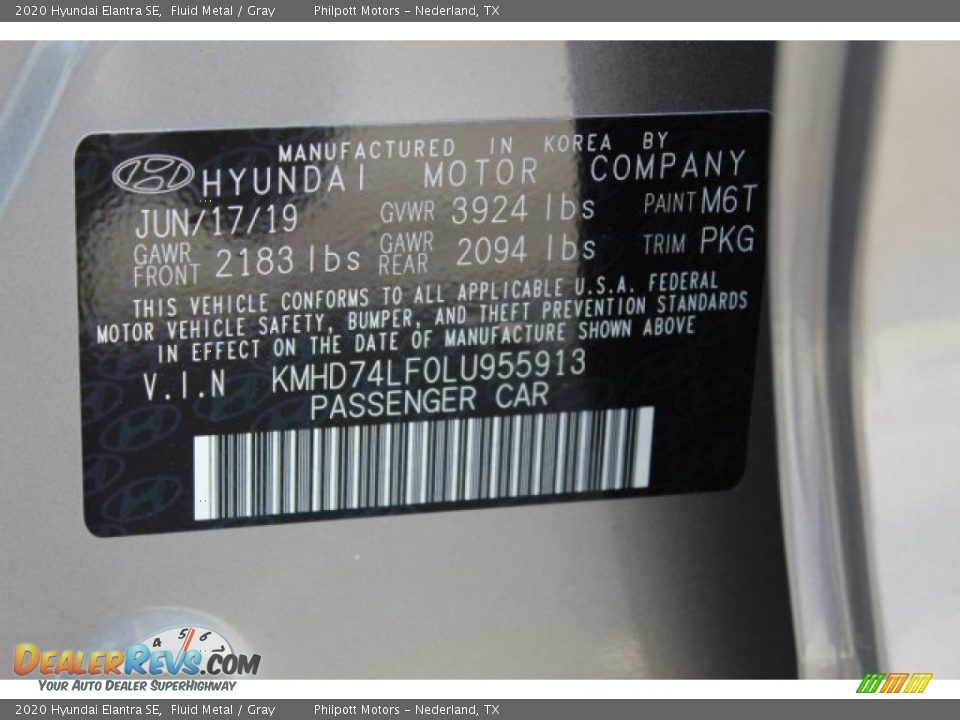 2020 Hyundai Elantra SE,  Fluid Metal / Gray        Philpott Motors - Nederland, TX
MANUFACTURED IN KOREA BY
HYUNDAI MOTOR COMPANY
JUN/17/19 GVWR 3924 lbs PAINT M6T
GAWR FRONT 2183 lbs GAWR REAR 2094 lbs TRIM PKG
THIS VEHICLE CONFORMS TO ALL APPLICABLE U.S.A. FEDERAL
MOTOR VEHICLE SAFETY, BUMPER, AND THEFT PREVENTION STANDARDS
IN EFFECT ON THE DATE OF MANUFACTURE SHOWN ABOVE
V.I.N KMHD74LF0LU955913
PASSENGER CAR
4 5 6
DEALERREVS.COM
YOUR AUTO DEALER SUPERHIGHWAY
2020 Hyundai Elantra SE,  Fluid Metal / Gray        Philpott Motors - Nederland, TX